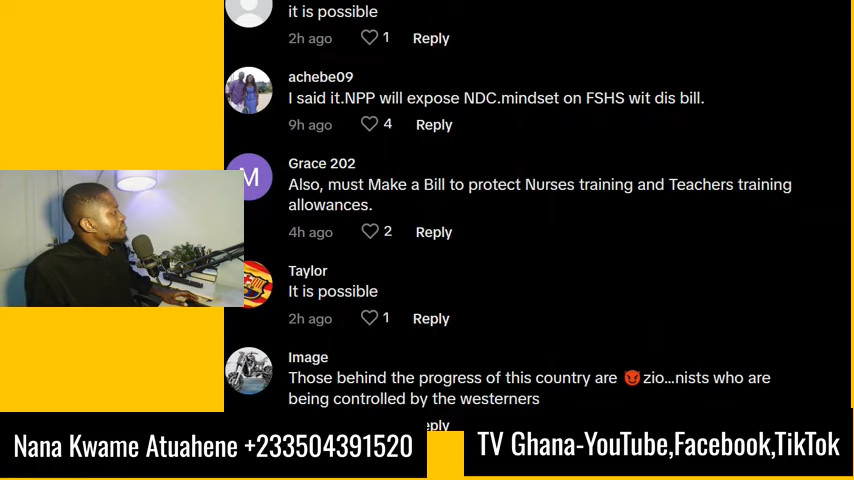 it is possible
2h ago 1 Reply
achebe09
I said it.NPP will expose NDC.mindset on FSHS wit dis bill.
9h ago 4 Reply
M
Grace 202
Also, must Make a Bill to protect Nurses training and Teachers training
allowances.
4h ago 2 Reply
Taylor
It is possible
2h ago 1 Reply
Image
Those behind the progress of this country are 😈 zio...nists who are
being controlled by the westerners
Nana Kwame Atuahene +233504391520
TV Ghana-YouTube,Facebook,TikTok